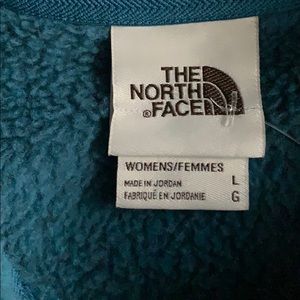 THE
NORTH
FACE
®
WOMENS/FEMMES
MADE IN JORDAN L
FABRIQUÉ EN JORDANIE G